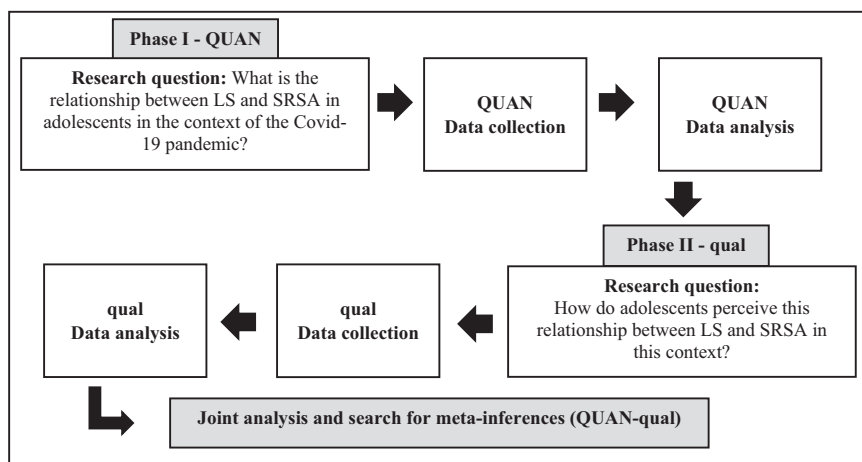 Phase I - QUAN
Research question: What is the
relationship between LS and SRSA in
adolescents in the context of the Covid-
19 pandemic?
QUAN
Data collection
QUAN
Data analysis
Phase II - qual
Research question:
How do adolescents perceive this
relationship between LS and SRSA in
this context?
qual
Data collection
qual
Data analysis
Joint analysis and search for meta-inferences (QUAN-qual)